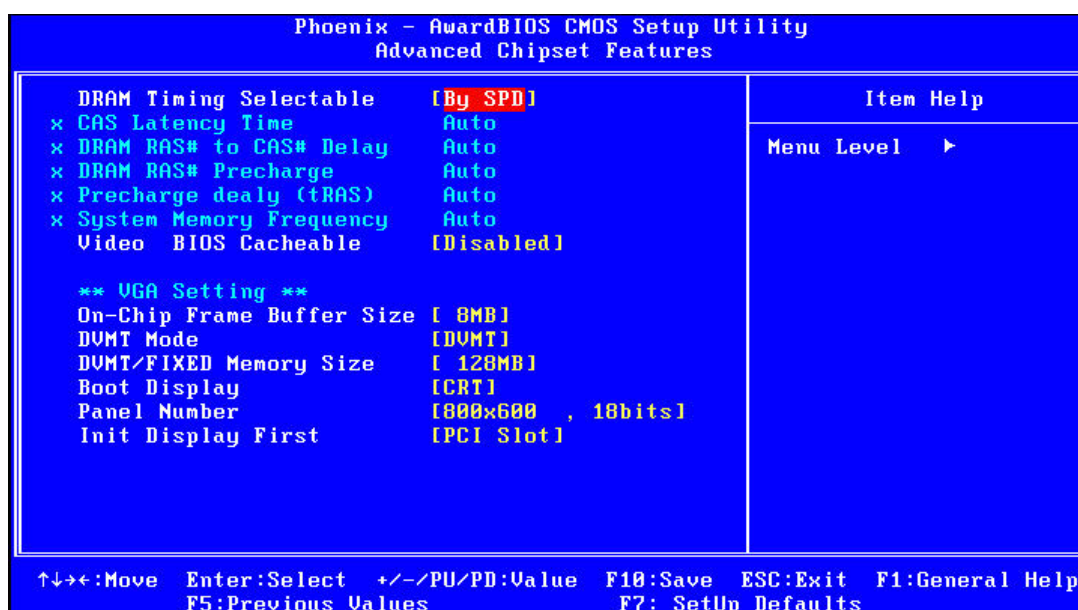 Phoenix - AwardBIOS CMOS Setup Utility
Advanced Chipset Features
DRAM Timing Selectable [By SPD]
x CAS Latency Time Auto
x DRAM RAS# to CAS# Delay Auto
x DRAM RAS# Precharge Auto
x Precharge dealy (tRAS) Auto
x System Memory Frequency Auto
Video BIOS Cacheable [Disabled]
** VGA Setting **
On-Chip Frame Buffer Size [ 8MB]
DVMT Mode [DVMT]
DVMT/FIXED Memory Size [ 128MB]
Boot Display [CRT]
Panel Number [800x600 , 18bits]
Init Display First [PCI Slot]
Item Help
Menu Level ►
↑↓→←:Move Enter:Select +/-/PU/PD:Value F10:Save ESC:Exit F1:General Help
F5:Previous Values F7: SetUp Defaults